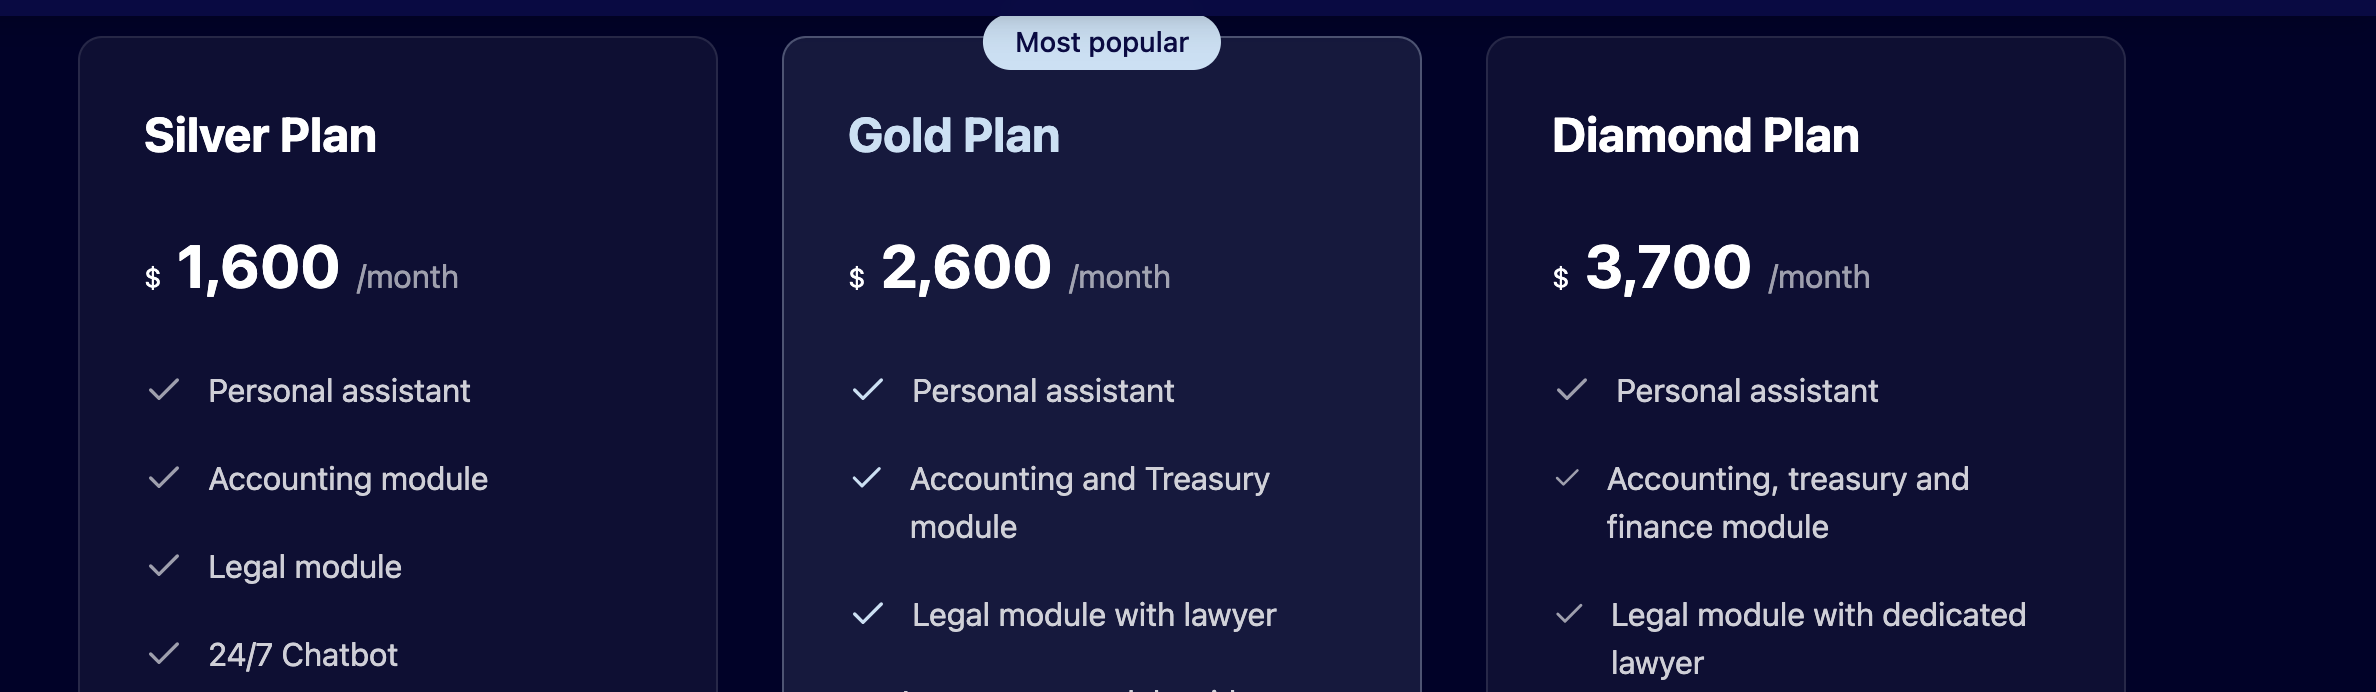 Most popular
Silver Plan
$ 1,600 /month
Personal assistant
Accounting module
Legal module
24/7 Chatbot
Gold Plan
$ 2,600 /month
Personal assistant
Accounting and Treasury
module
Legal module with lawyer
Diamond Plan
$ 3,700 /month
Personal assistant
Accounting, treasury and
finance module
Legal module with dedicated
lawyer